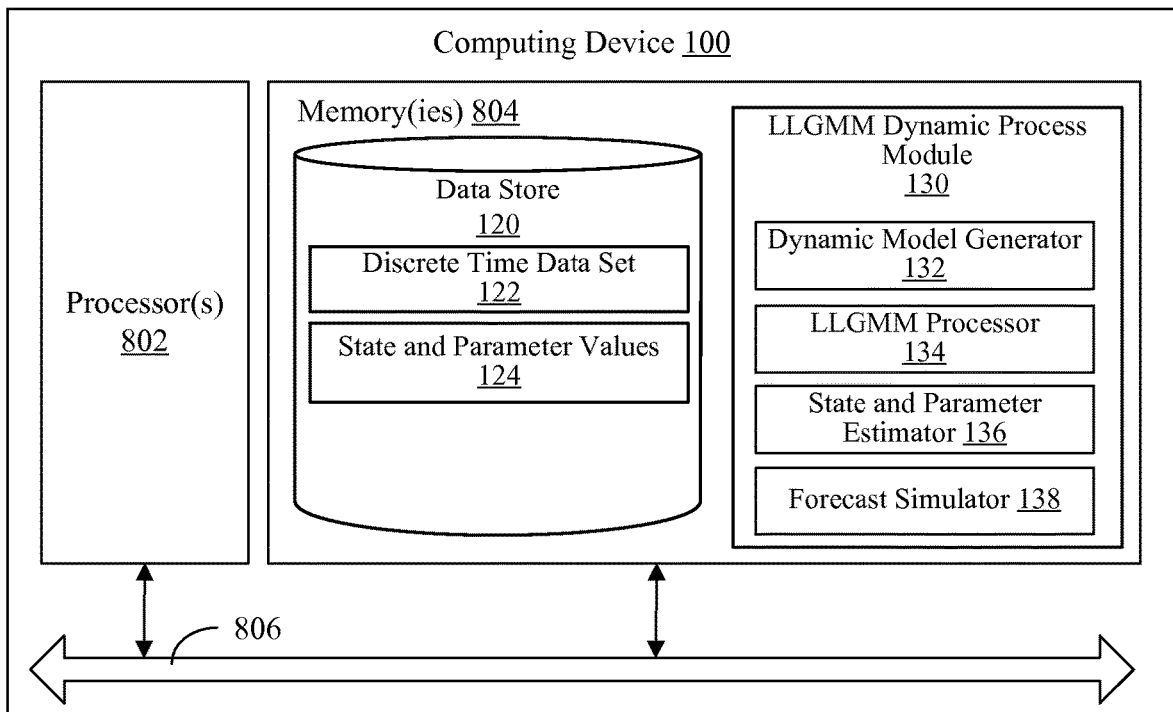 Computing Device 100
Processor(s)
802
Memory(ies) 804
Data Store
120
Discrete Time Data Set
122
State and Parameter Values
124
LLGMM Dynamic Process
Module
130
Dynamic Model Generator
132
LLGMM Processor
134
State and Parameter
Estimator 136
Forecast Simulator 138
806